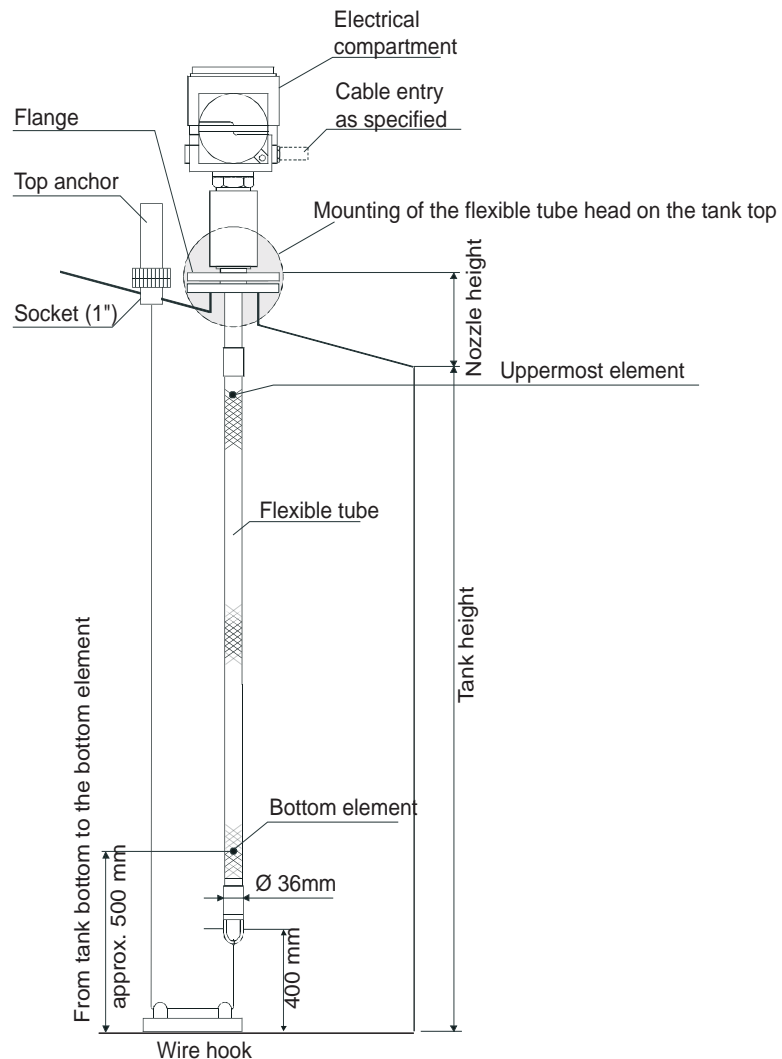 Electrical
compartment
Cable entry
as specified
Flange
Top anchor
Mounting of the flexible tube head on the tank top
Socket (1")
Nozzle height
Uppermost element
Flexible tube
Tank height
From tank bottom to the bottom element
approx. 500 mm
Bottom element
Ø 36mm
400 mm
Wire hook